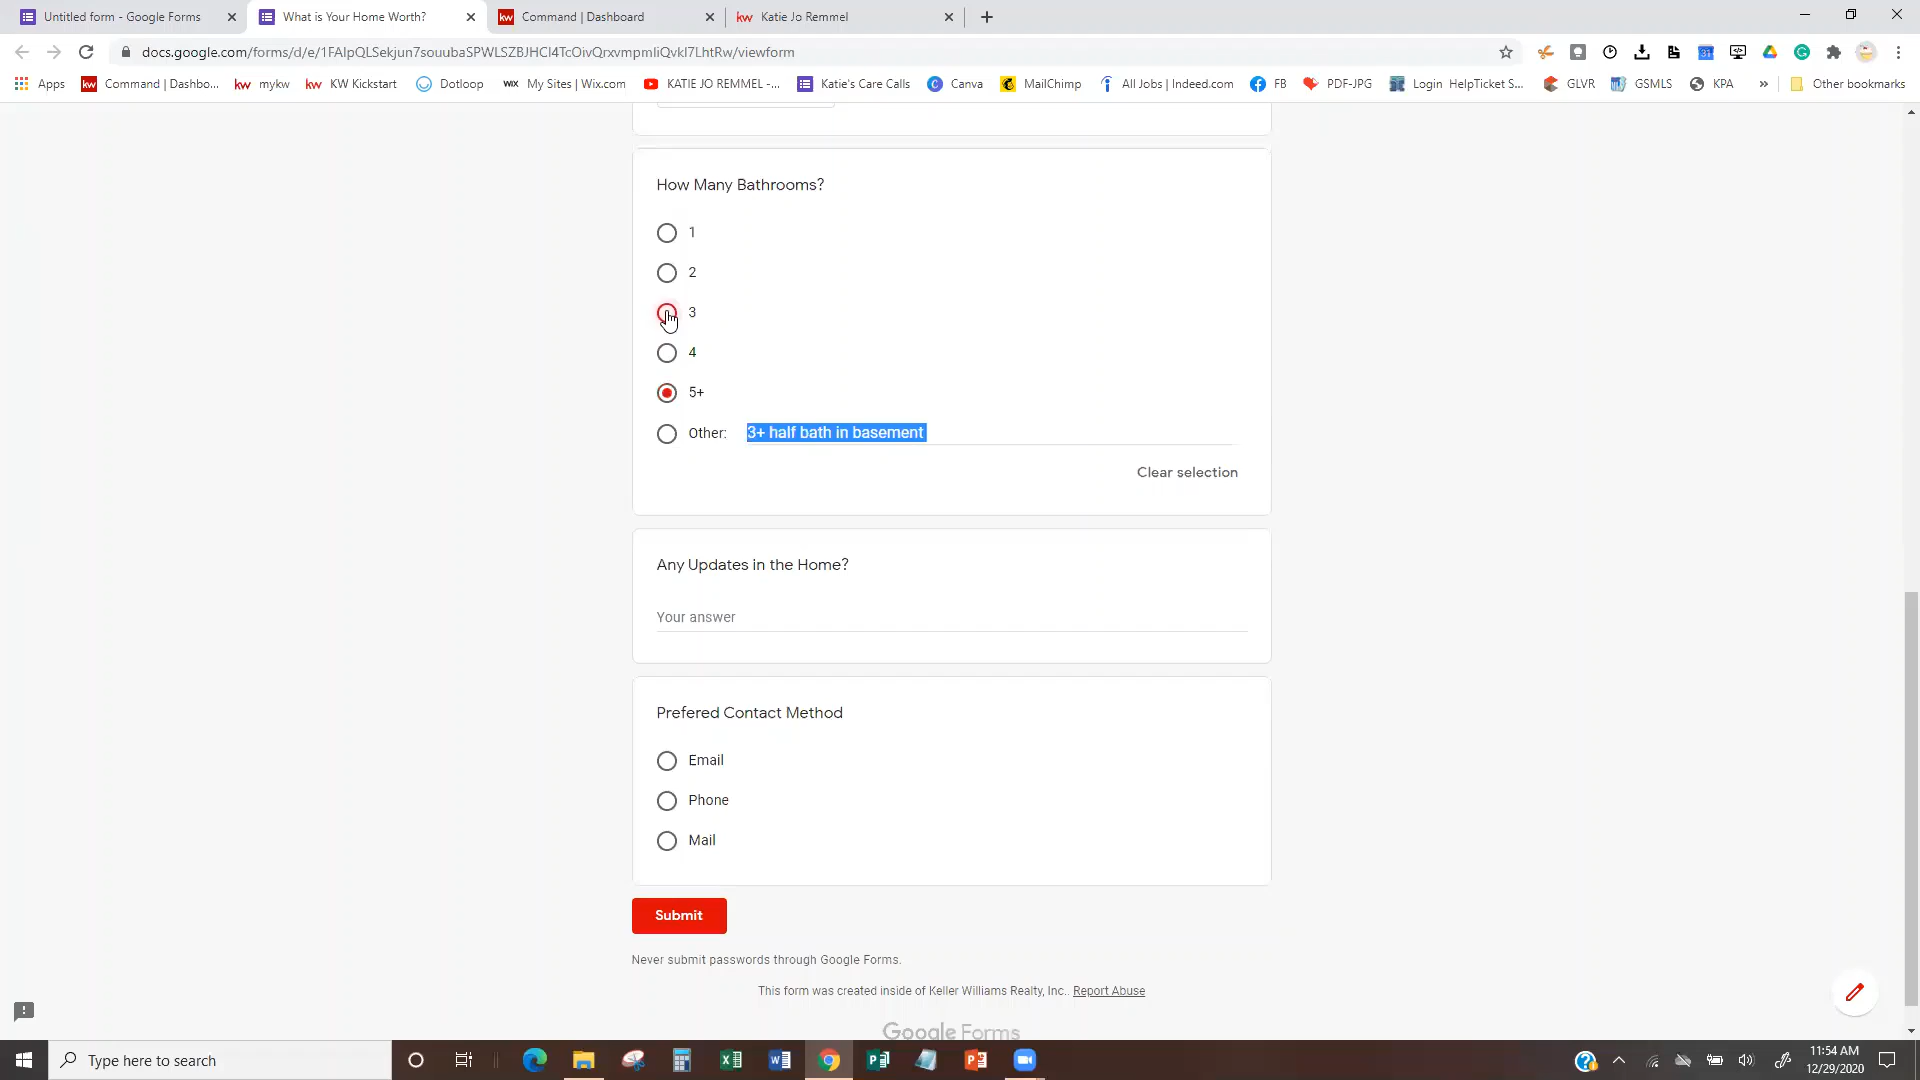 Untitled form - Google Forms
What is Your Home Worth?
Command | Dashboard
Katie Jo Remmel
docs.google.com/forms/d/e/1FAIpQLSekjun7souubaSPWLSZBJHCl4TcOivQrxvmpmIiQvkI7LhtRw/viewform
Apps
Command | Dashbo...
mykw
KW Kickstart
Dotloop
My Sites | Wix.com
KATIE JO REMMEL -...
Katie's Care Calls
Canva
MailChimp
All Jobs | Indeed.com
FB
PDF-JPG
Login HelpTicket S...
GLVR
GSMLS
KPA
»
Other bookmarks
How Many Bathrooms?
1
2
3
4
5+
Other: 3+ half bath in basement
Clear selection
Any Updates in the Home?
Your answer
Prefered Contact Method
Email
Phone
Mail
Submit
Never submit passwords through Google Forms.
This form was created inside of Keller Williams Realty, Inc.. Report Abuse
Google Forms
Type here to search
11:54 AM
12/29/2020